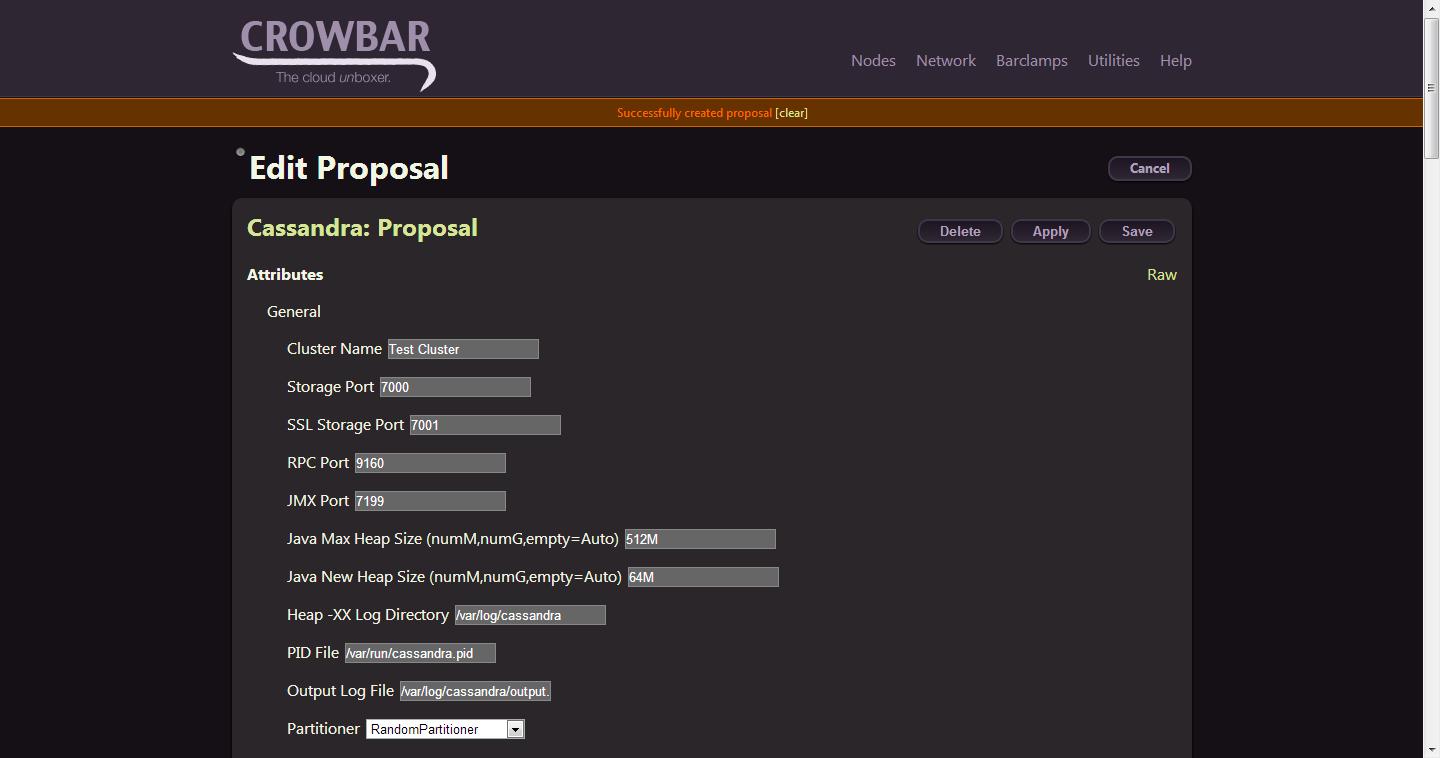 CROWBAR
The cloud unboxer.
Nodes Network Barclamps Utilities Help
Successfully created proposal [clear]
Edit Proposal Cancel
Cassandra: Proposal Delete Apply Save
Attributes Raw
General
Cluster Name Test Cluster
Storage Port 7000
SSL Storage Port 7001
RPC Port 9160
JMX Port 7199
Java Max Heap Size (numM,numG,empty=Auto) 512M
Java New Heap Size (numM,numG,empty=Auto) 64M
Heap -XX Log Directory /var/log/cassandra
PID File /var/run/cassandra.pid
Output Log File /var/log/cassandra/output.
Partitioner RandomPartitioner